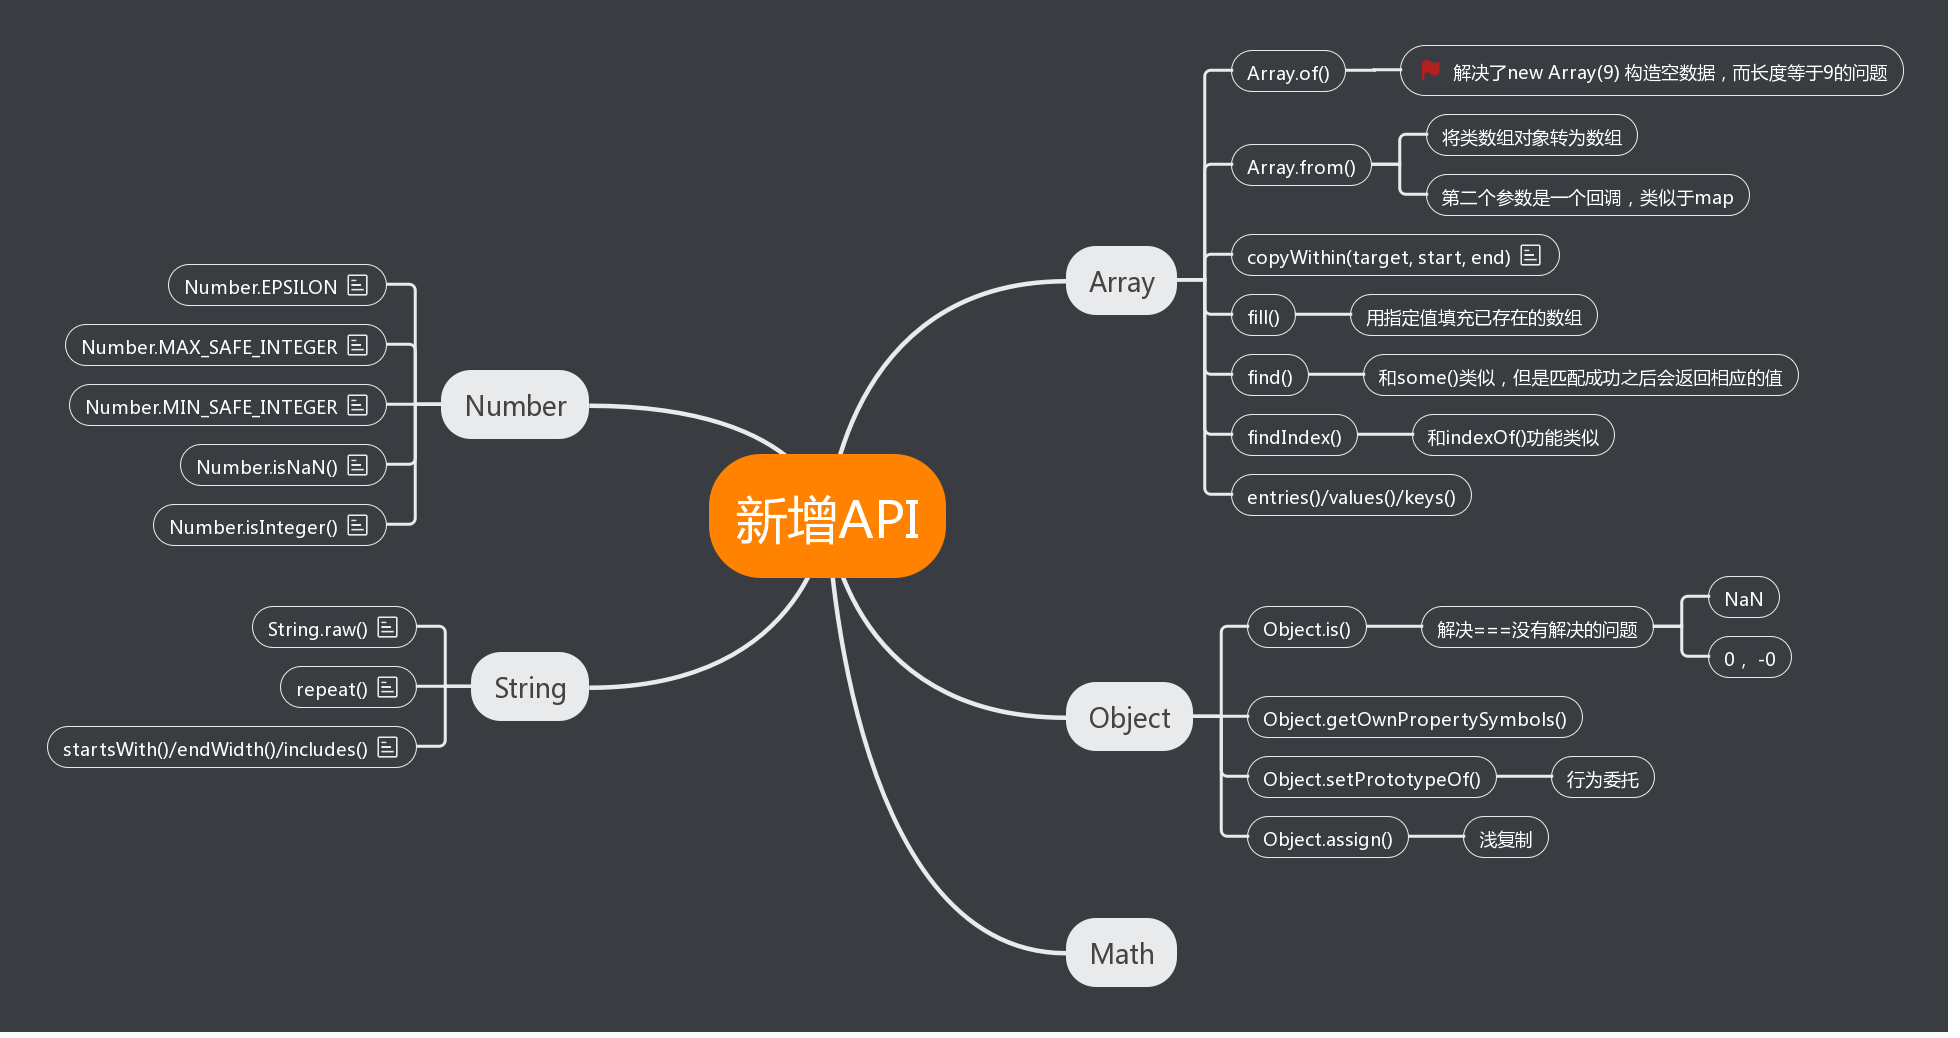 新增API
Array
Array.of()
解决了new Array(9) 构造空数据，而长度等于9的问题
Array.from()
将类数组对象转为数组
第二个参数是一个回调，类似于map
copyWithin(target, start, end)
fill()
用指定值填充已存在的数组
find()
和some()类似，但是匹配成功之后会返回相应的值
findIndex()
和indexOf()功能类似
entries()/values()/keys()
Object
Object.is()
解决===没有解决的问题
NaN
0， -0
Object.getOwnPropertySymbols()
Object.setPrototypeOf()
行为委托
Object.assign()
浅复制
Math
Number
Number.EPSILON
Number.MAX_SAFE_INTEGER
Number.MIN_SAFE_INTEGER
Number.isNaN()
Number.isInteger()
String
String.raw()
repeat()
startsWith()/endWidth()/includes()